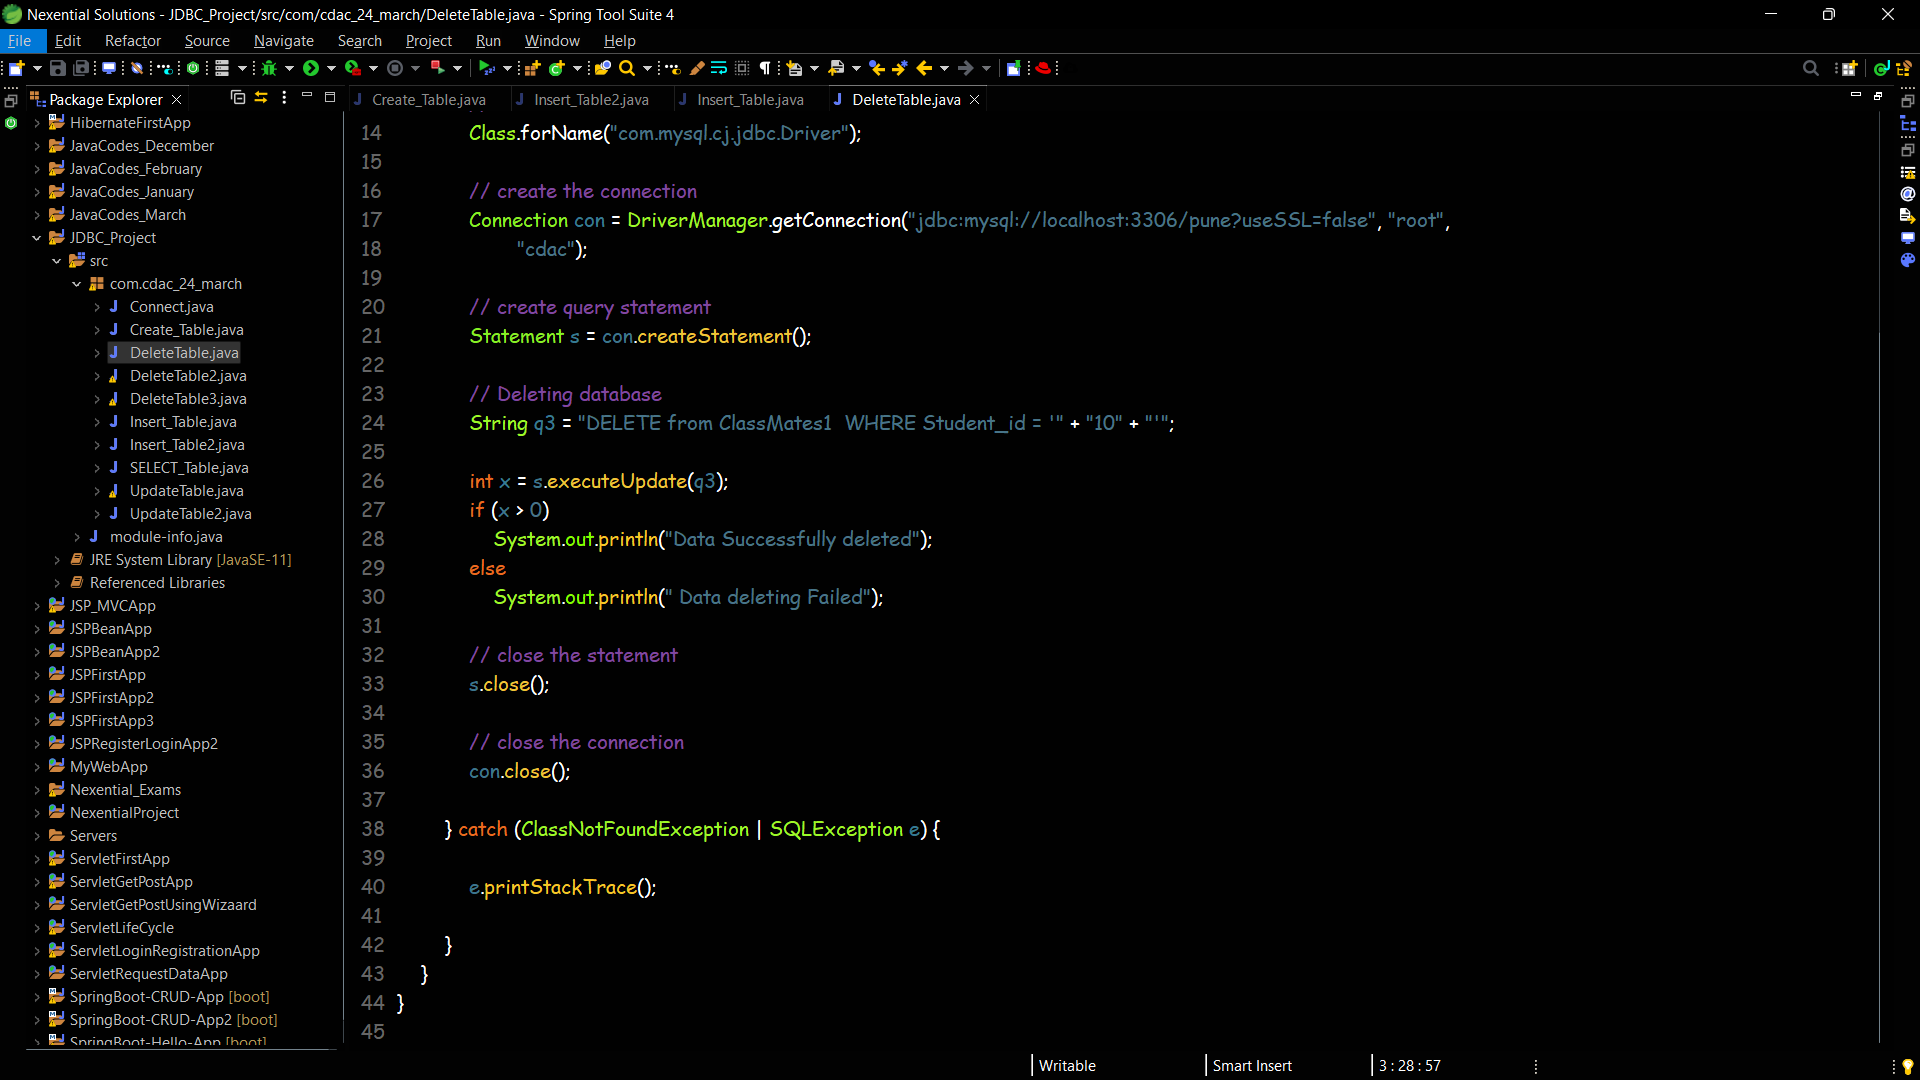 Nexential Solutions - JDBC_Project/src/com/cdac_24_march/DeleteTable.java - Spring Tool Suite 4
File Edit Refactor Source Navigate Search Project Run Window Help
Package Explorer
HibernateFirstApp
JavaCodes_December
JavaCodes_February
JavaCodes_January
JavaCodes_March
JDBC_Project
src
com.cdac_24_march
Connect.java
Create_Table.java
DeleteTable.java
DeleteTable2.java
DeleteTable3.java
Insert_Table.java
Insert_Table2.java
SELECT_Table.java
UpdateTable.java
UpdateTable2.java
module-info.java
JRE System Library [JavaSE-11]
Referenced Libraries
JSP_MVCApp
JSPBeanApp
JSPBeanApp2
JSPFirstApp
JSPFirstApp2
JSPFirstApp3
JSPRegisterLoginApp2
MyWebApp
Nexential_Exams
NexentialProject
Servers
ServletFirstApp
ServletGetPostApp
ServletGetPostUsingWizaard
ServletLifeCycle
ServletLoginRegistrationApp
ServletRequestDataApp
SpringBoot-CRUD-App [boot]
SpringBoot-CRUD-App2 [boot]
SpringBoot-Hello-App [boot]
Create_Table.java Insert_Table2.java Insert_Table.java DeleteTable.java
14 Class.forName("com.mysql.cj.jdbc.Driver");
15
16 // create the connection
17 Connection con = DriverManager.getConnection("jdbc:mysql://localhost:3306/pune?useSSL=false", "root",
18 "cdac");
19
20 // create query statement
21 Statement s = con.createStatement();
22
23 // Deleting database
24 String q3 = "DELETE from ClassMates1  WHERE Student_id = '" + "10" + "'";
25
26 int x = s.executeUpdate(q3);
27 if (x > 0)
28 System.out.println("Data Successfully deleted");
29 else
30 System.out.println(" Data deleting Failed");
31
32 // close the statement
33 s.close();
34
35 // close the connection
36 con.close();
37
38 } catch (ClassNotFoundException | SQLException e) {
39
40 e.printStackTrace();
41
42 }
43 }
44 }
45
Writable Smart Insert 3 : 28 : 57